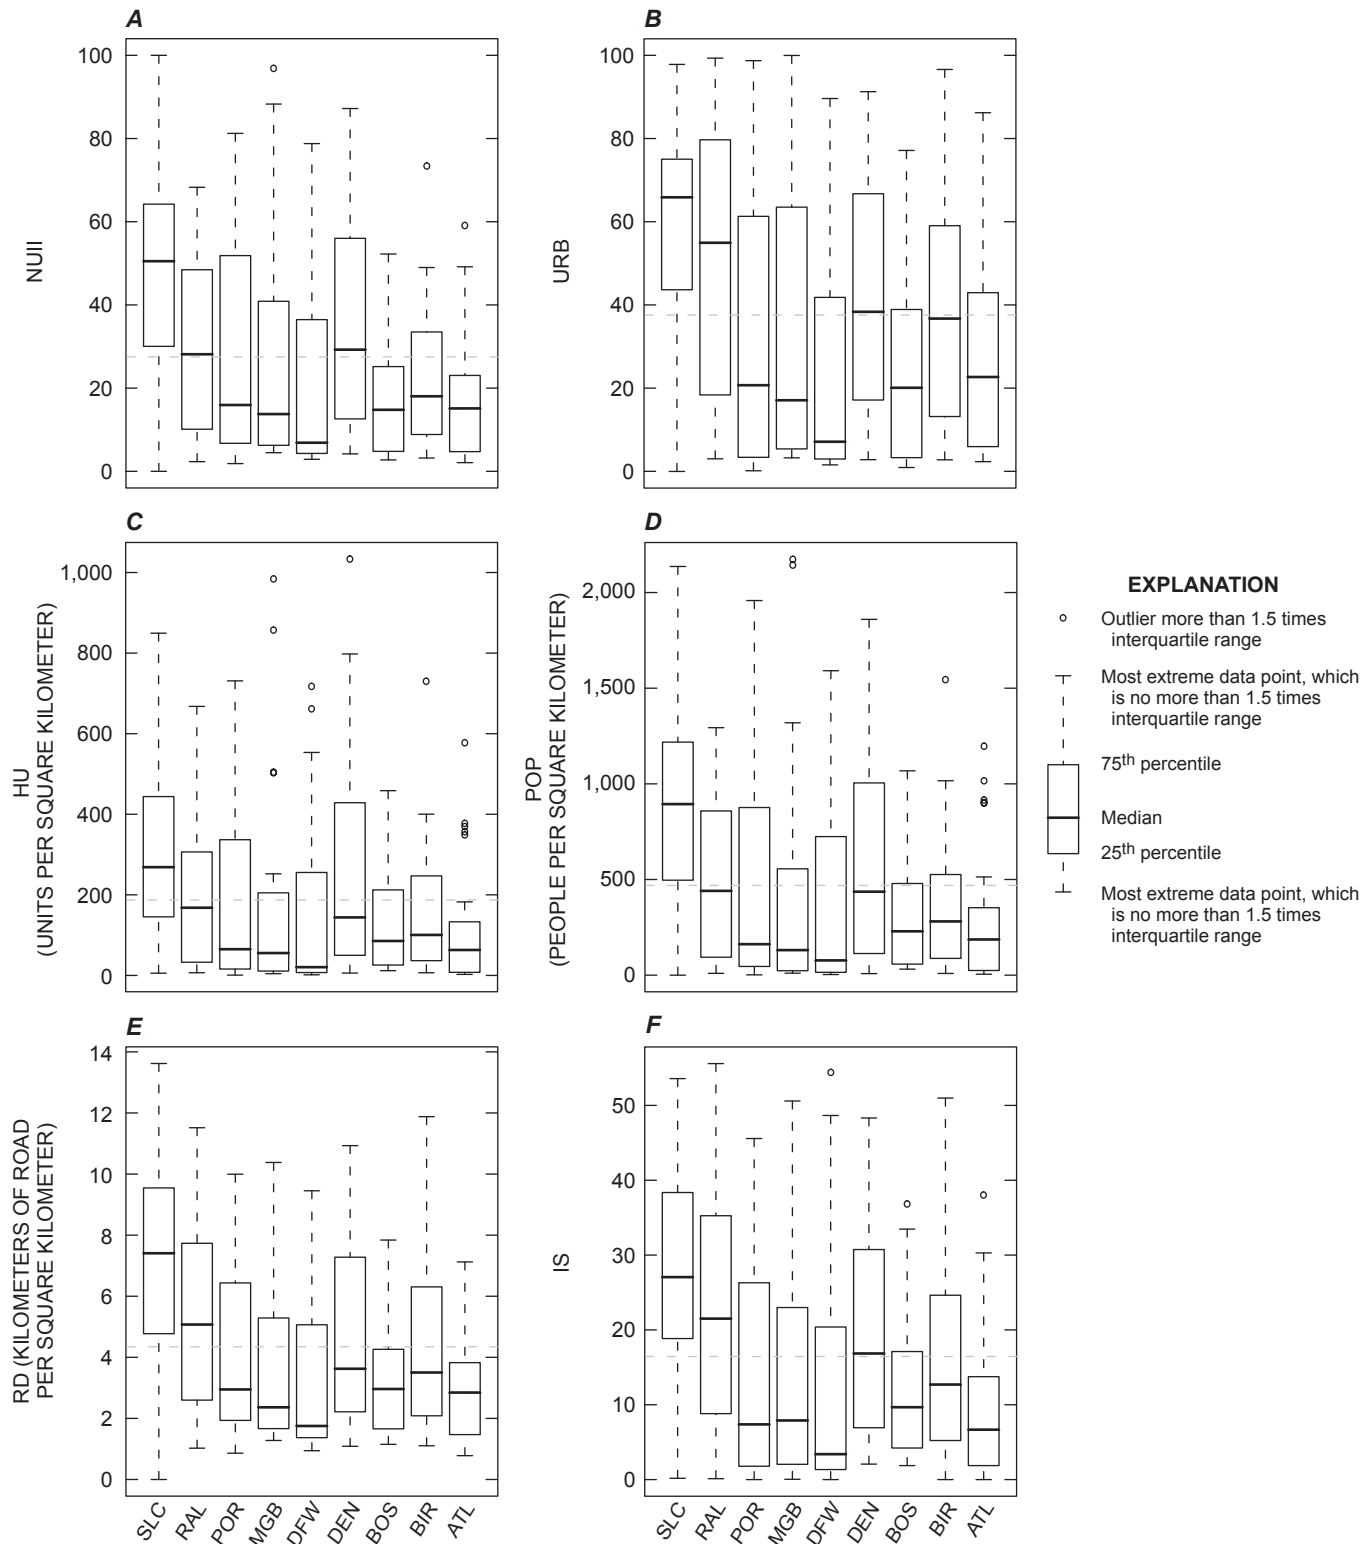 A
B
100
80
60
40
20
0
NUII
100
80
60
40
20
0
URB
C
D
1,000
800
600
400
200
0
HU
(UNITS PER SQUARE KILOMETER)
2,000
1,500
1,000
500
0
POP
(PEOPLE PER SQUARE KILOMETER)
EXPLANATION
Outlier more than 1.5 times
interquartile range
Most extreme data point, which
is no more than 1.5 times
interquartile range
75th percentile
Median
25th percentile
Most extreme data point, which
is no more than 1.5 times
interquartile range
E
F
14
12
10
8
6
4
2
0
RD (KILOMETERS OF ROAD
PER SQUARE KILOMETER)
50
40
30
20
10
0
IS
SLC
RAL
POR
MGB
DFW
DEN
BOS
BIR
ATL
SLC
RAL
POR
MGB
DFW
DEN
BOS
BIR
ATL